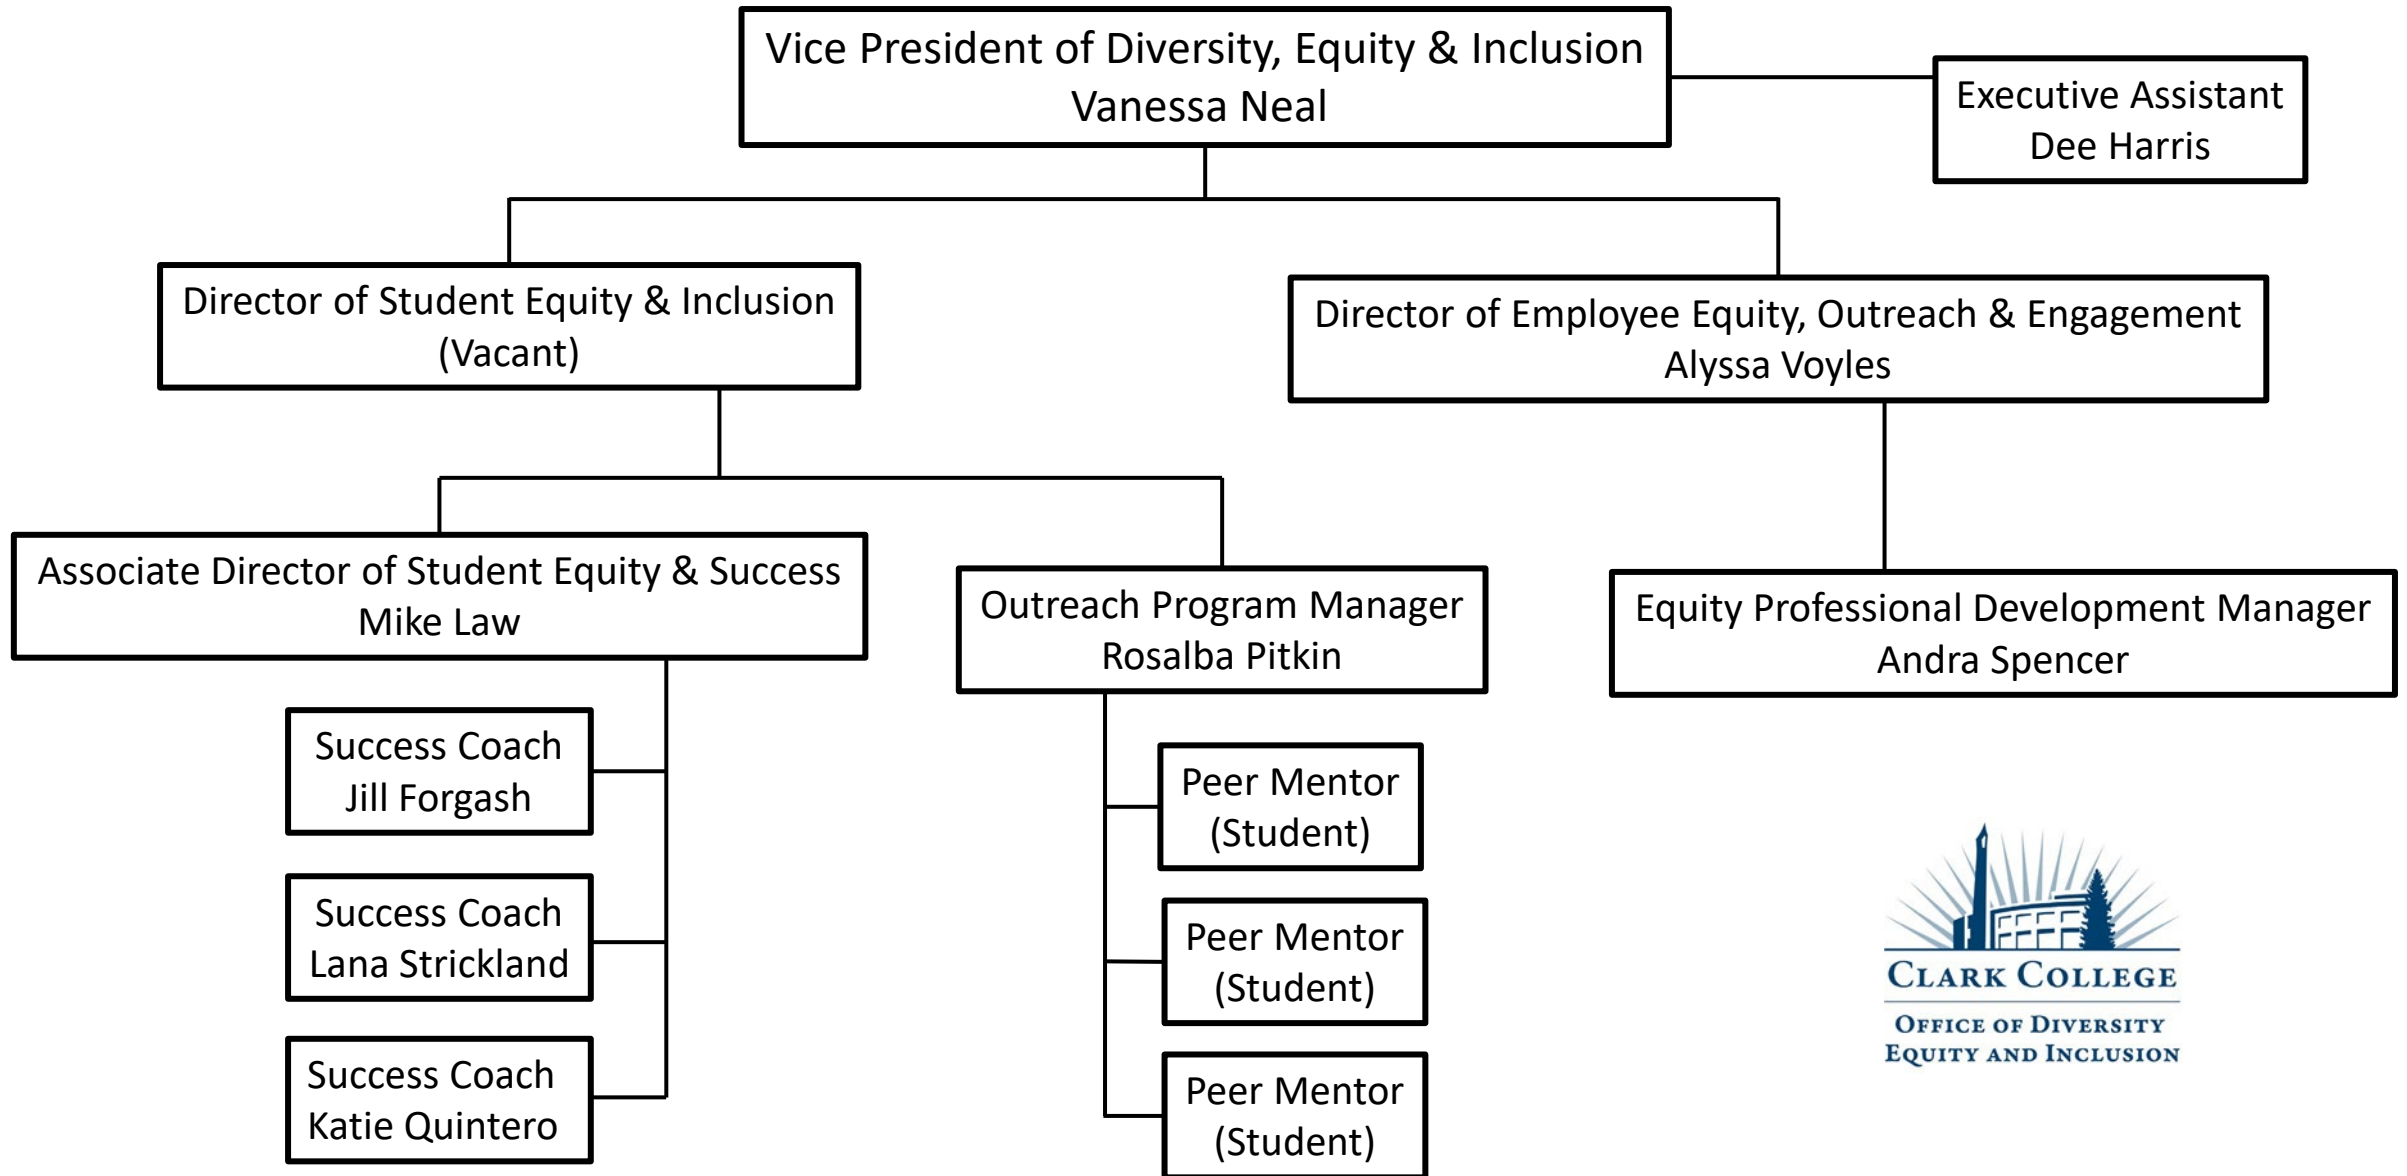 Vice President of Diversity, Equity & Inclusion
Vanessa Neal
Executive Assistant
Dee Harris
Director of Student Equity & Inclusion
(Vacant)
Director of Employee Equity, Outreach & Engagement
Alyssa Voyles
Associate Director of Student Equity & Success
Mike Law
Outreach Program Manager
Rosalba Pitkin
Equity Professional Development Manager
Andra Spencer
Success Coach
Jill Forgash
Success Coach
Lana Strickland
Success Coach
Katie Quintero
Peer Mentor
(Student)
Peer Mentor
(Student)
Peer Mentor
(Student)
CLARK COLLEGE
OFFICE OF DIVERSITY
EQUITY AND INCLUSION